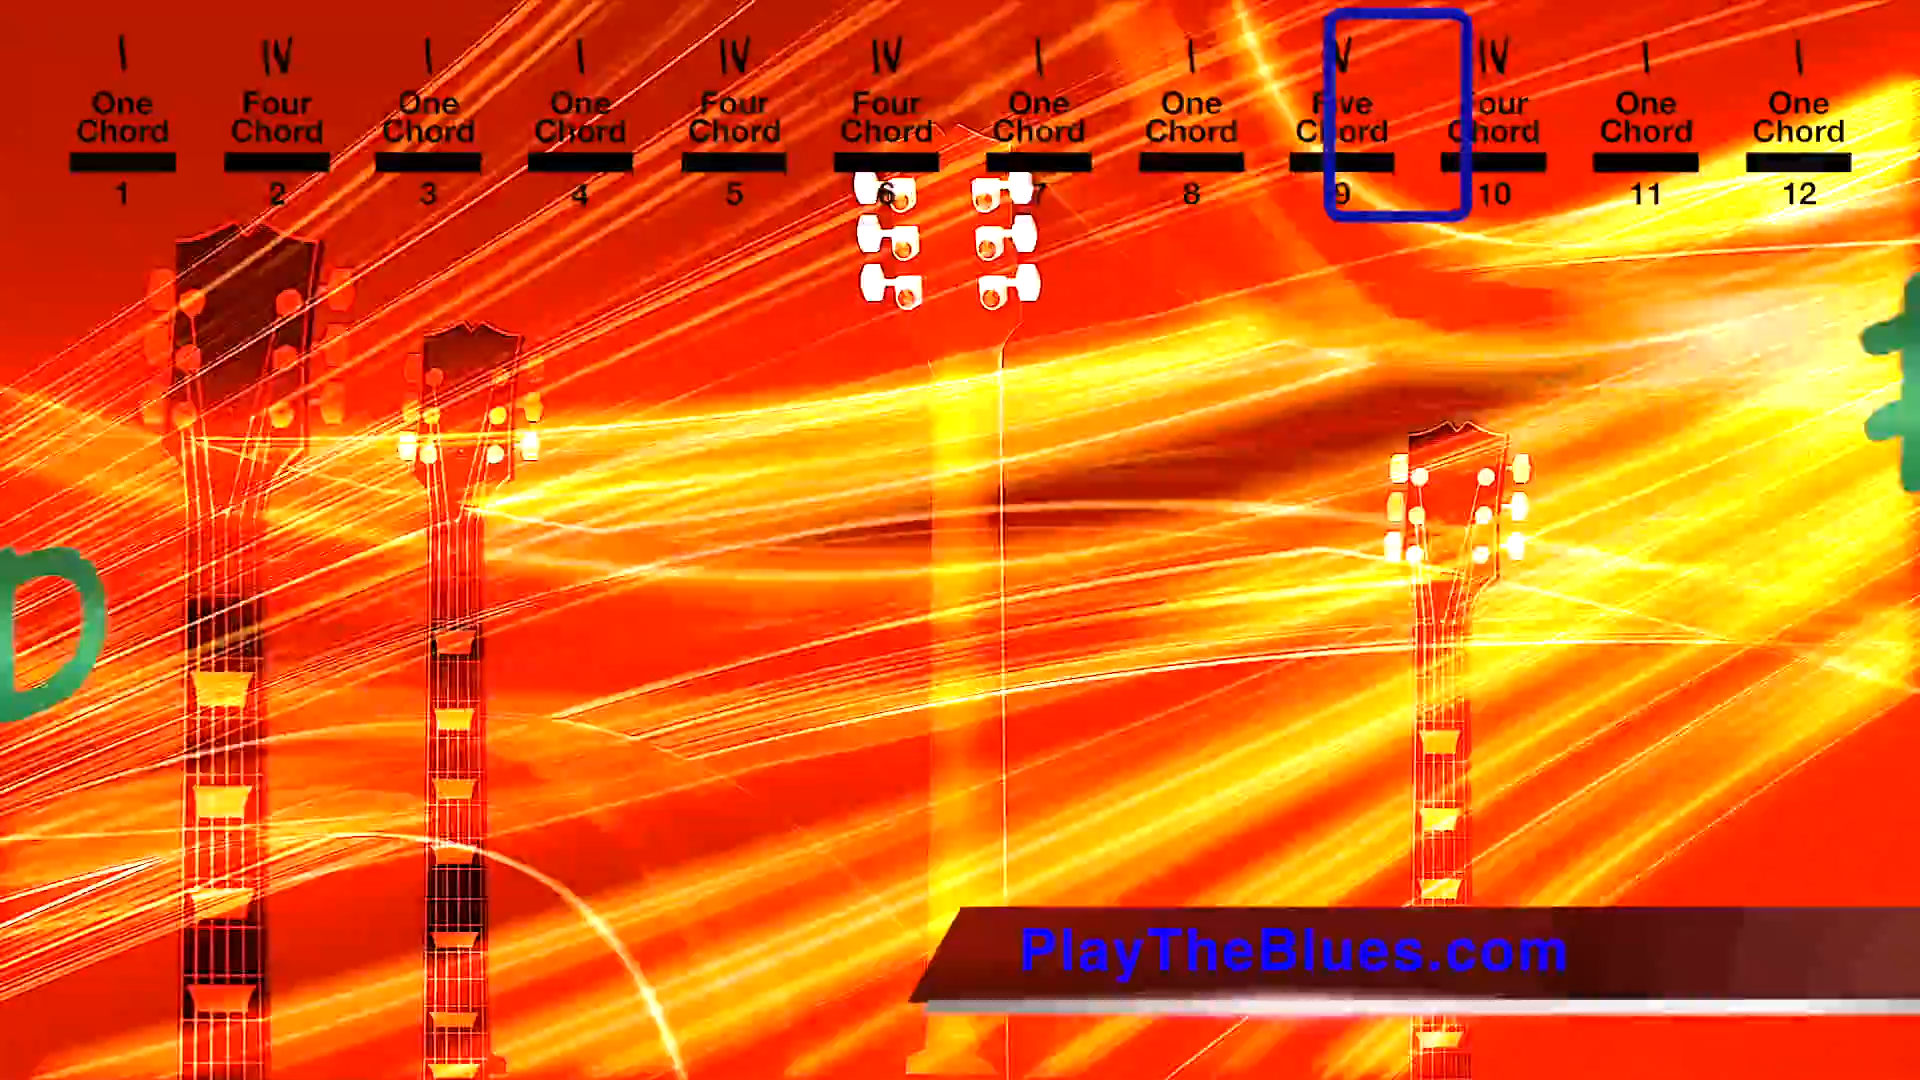 I IV I I IV IV I I V IV I I
One Four One One Four Four One One Five Four One One
Chord Chord Chord Chord Chord Chord Chord Chord Chord Chord Chord Chord
1 2 3 4 5 6 7 8 9 10 11 12
D
PlayTheBlues.com